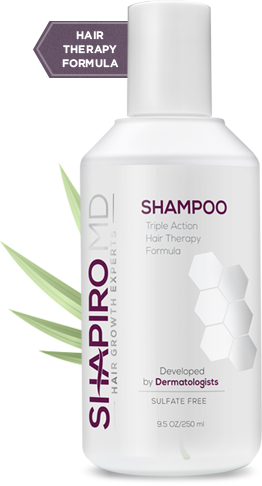 HAIR
THERAPY
FORMULA
SHAPIRO MD
HAIR GROWTH EXPERTS
SHAMPOO
Triple Action
Hair Therapy
Formula
Developed
by Dermatologists
SULFATE FREE
9.5 OZ/250 ml